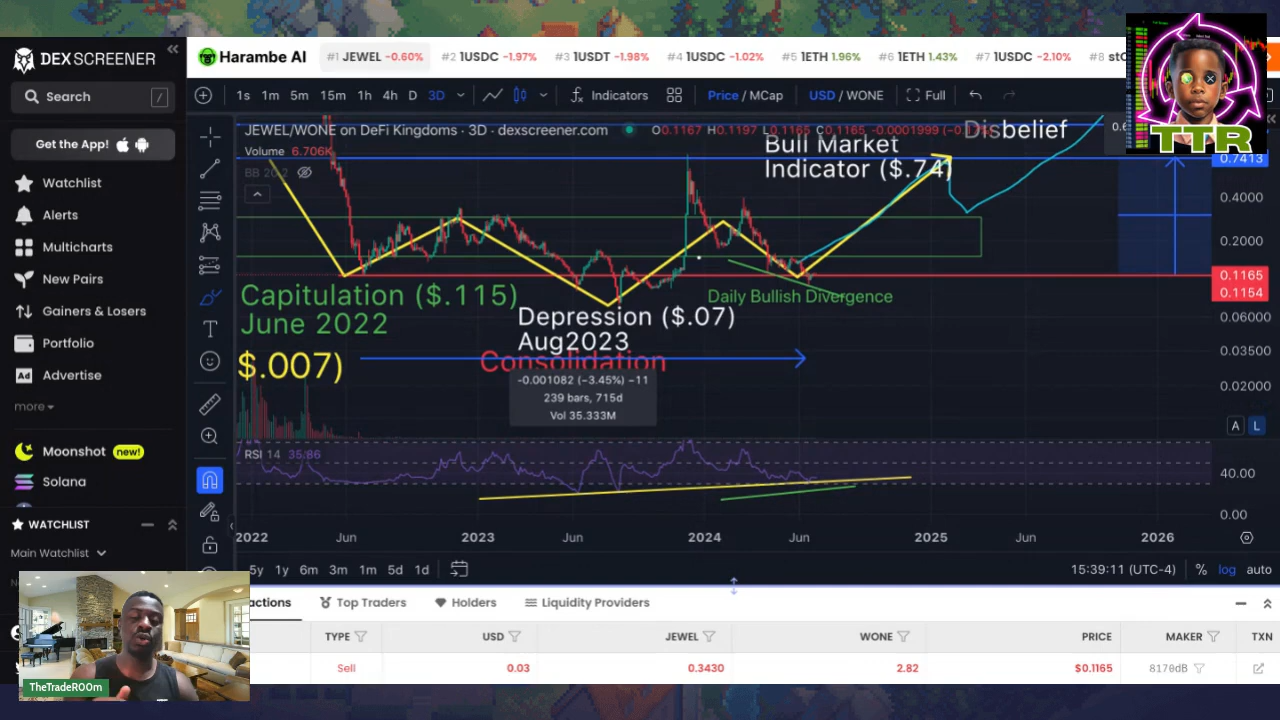 DEX SCREENER
Harambe AI
#1 JEWEL -0.60%
#2 1USDC -1.97%
#3 1USDT -1.98%
#4 1USDC -1.02%
#5 1ETH 1.96%
#6 1ETH 1.43%
#7 1USDC -2.10%
Search /
1s 1m 5m 15m 1h 4h D 3D
Indicators
Price / MCap
USD / WONE
Full
TTR
Get the App!
JEWEL/WONE on DeFi Kingdoms · 3D · dexscreener.com
O0.1167 H0.1197 L0.1165 C0.1165 -0.0001999
Volume 6.706K
BB 20 2
Disbelief
Bull Market
Indicator ($.74)
0.7413
0.4000
0.2000
0.1165
0.1154
0.06000
0.03500
0.02000
Watchlist
Alerts
Multicharts
New Pairs
Gainers & Losers
Portfolio
Ad Advertise
more
Moonshot new!
Solana
WATCHLIST
Main Watchlist
Capitulation ($.115)
June 2022
$.007)
Depression ($.07)
Aug2023
Consolidation
Daily Bullish Divergence
-0.001082 (-3.45%) -11
239 bars, 715d
Vol 35.333M
A L
RSI 14 35.86
40.00
0.00
2022 Jun 2023 Jun 2024 Jun 2025 Jun 2026
5y 1y 6m 3m 1m 5d 1d
15:39:11 (UTC-4) % log auto
Top Traders
Holders
Liquidity Providers
TYPE USD JEWEL WONE PRICE MAKER TXN
Sell 0.03 0.3430 2.82 $0.1165 8170dB
TheTradeROOm